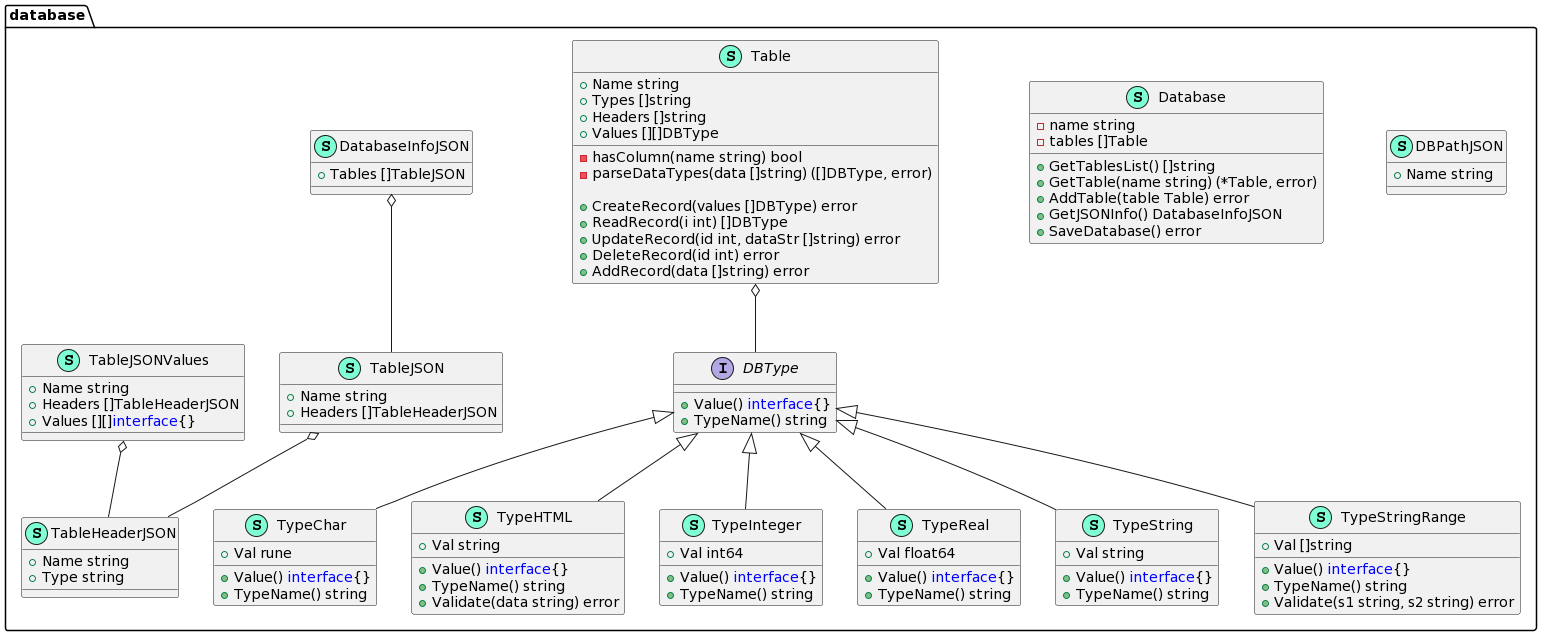 database
S Table
Name string
Types []string
Headers []string
Values [][]DBType
hasColumn(name string) bool
parseDataTypes(data []string) ([]DBType, error)
CreateRecord(values []DBType) error
ReadRecord(i int) []DBType
UpdateRecord(id int, dataStr []string) error
DeleteRecord(id int) error
AddRecord(data []string) error
S Database
name string
tables []Table
GetTablesList() []string
GetTable(name string) (*Table, error)
AddTable(table Table) error
GetJSONInfo() DatabaseInfoJSON
SaveDatabase() error
S DatabaseInfoJSON
Tables []TableJSON
S DBPathJSON
Name string
S TableJSONValues
Name string
Headers []TableHeaderJSON
Values [][]interface{}
S TableJSON
Name string
Headers []TableHeaderJSON
I DBType
Value() interface{}
TypeName() string
S TableHeaderJSON
Name string
Type string
S TypeChar
Val rune
Value() interface{}
TypeName() string
S TypeHTML
Val string
Value() interface{}
TypeName() string
Validate(data string) error
S TypeInteger
Val int64
Value() interface{}
TypeName() string
S TypeReal
Val float64
Value() interface{}
TypeName() string
S TypeString
Val string
Value() interface{}
TypeName() string
S TypeStringRange
Val []string
Value() interface{}
TypeName() string
Validate(s1 string, s2 string) error